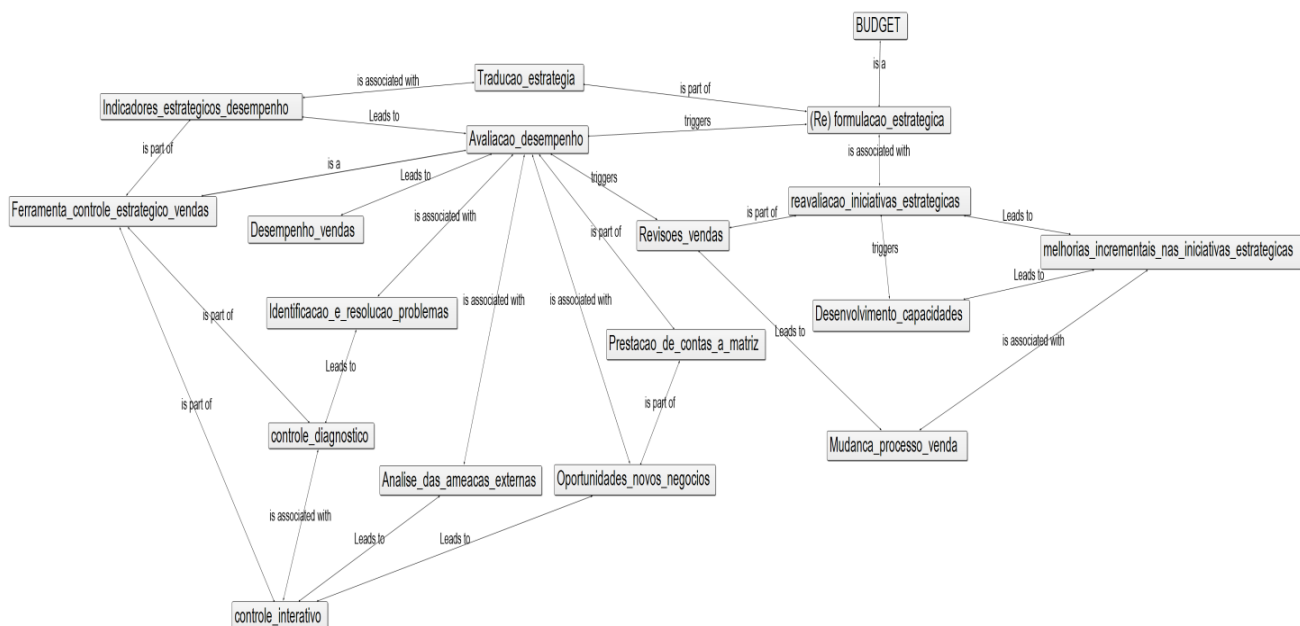 BUDGET
is a
Traducao_estrategia
is associated with
is part of
Indicadores_estrategicos_desempenho
(Re) formulacao_estrategica
Leads to
triggers
Avaliacao_desempenho
is part of
is associated with
is a
Leads to
triggers
reavaliacao_iniciativas_estrategicas
Ferramenta_controle_estrategico_vendas
is part of
Leads to
Desempenho_vendas
is associated with
Revisoes_vendas
is part of
triggers
melhorias_incrementais_nas_iniciativas_estrategicas
Leads to
Identificacao_e_resolucao_problemas
is associated with
is associated with
Desenvolvimento_capacidades
is part of
Leads to
Prestacao_de_contas_a_matriz
is associated with
Leads to
is part of
is part of
controle_diagnostico
Mudanca_processo_venda
Analise_das_ameacas_externas
Oportunidades_novos_negocios
is associated with
Leads to
Leads to
controle_interativo